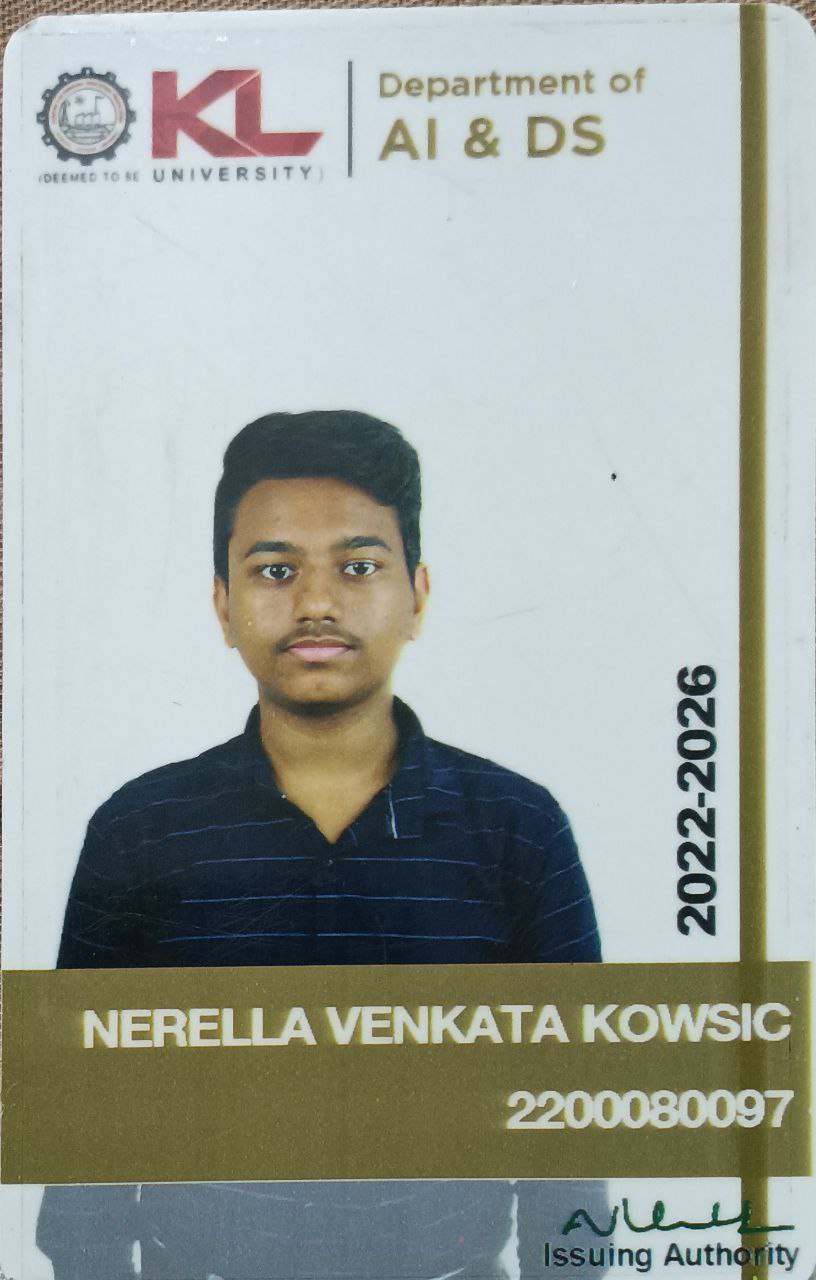 KL
(DEEMED TO BE UNIVERSITY)
Department of
AI & DS
2022-2026
NERELLA VENKATA KOWSIC
2200080097
Issuing Authority